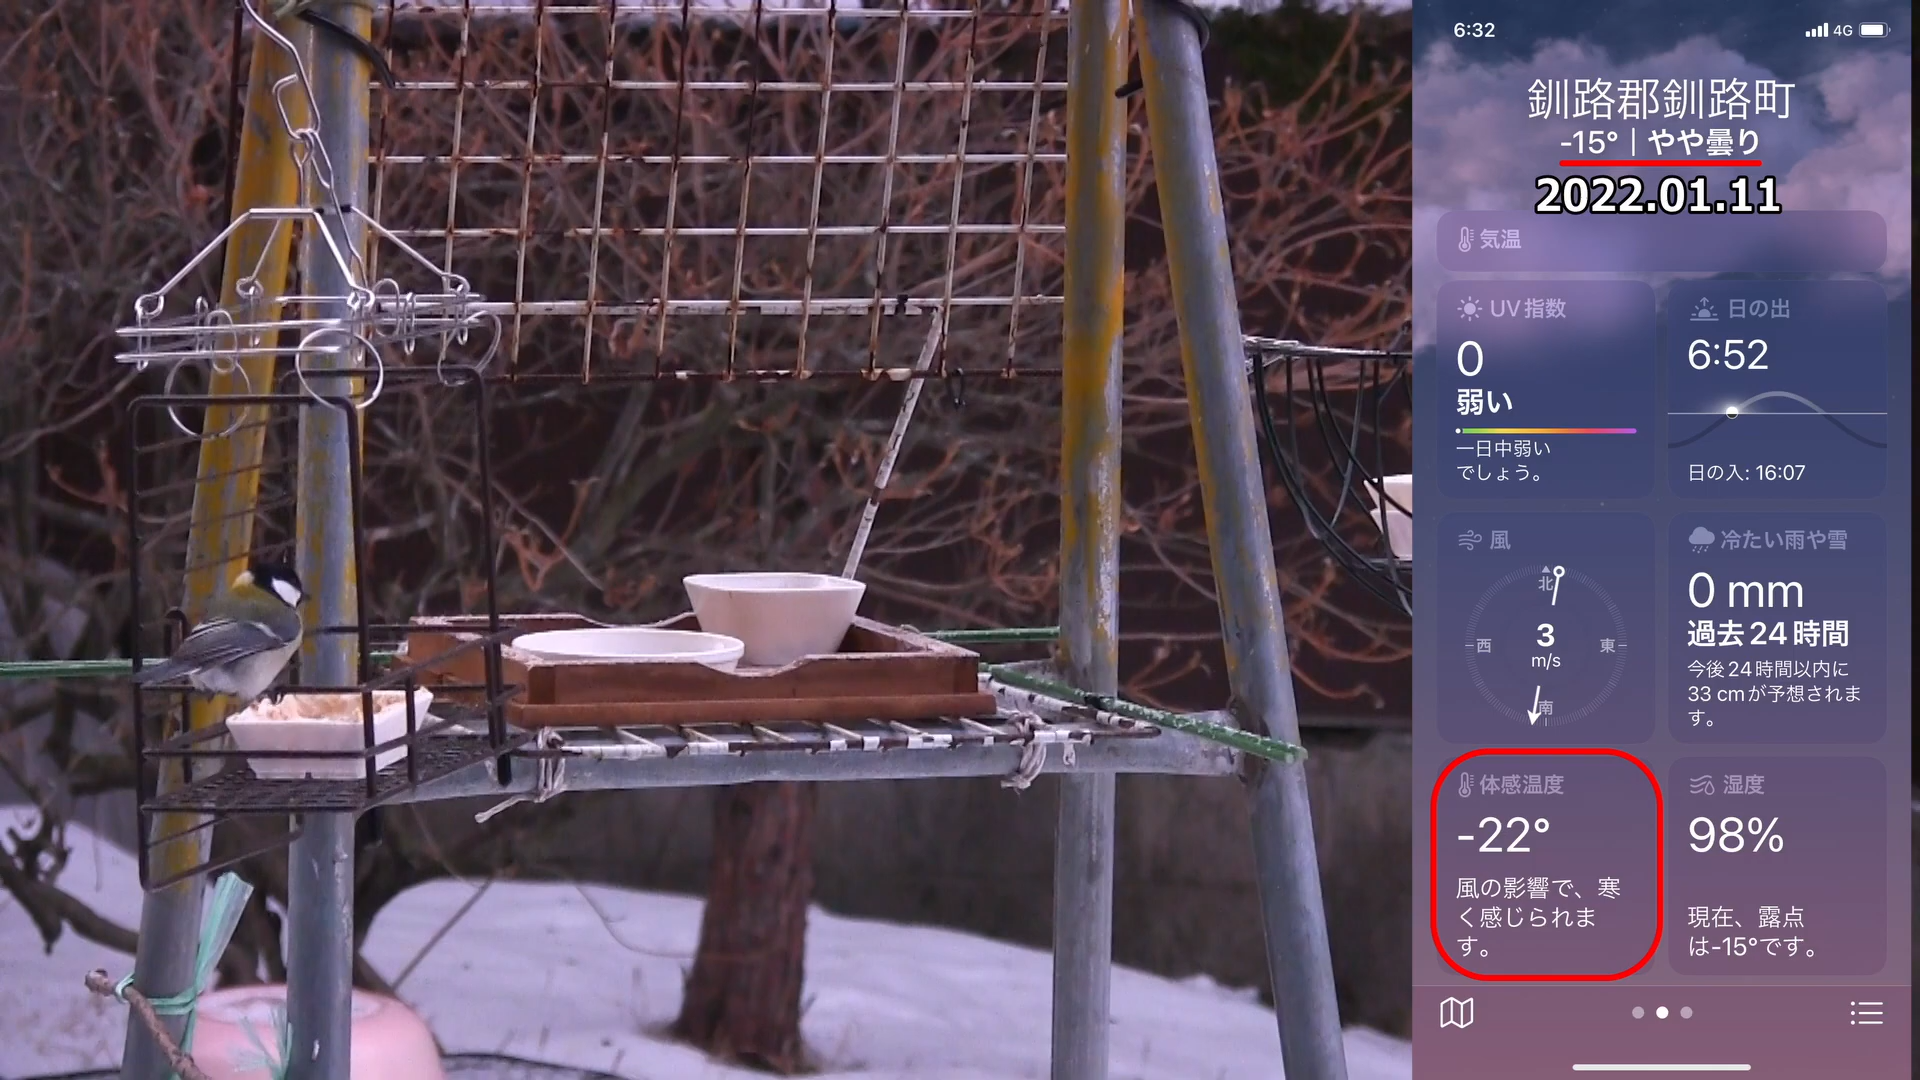 6:32
4G
釧路郡釧路町
-15° | やや曇り
2022.01.11
気温
UV指数
0
弱い
一日中弱い
でしょう。
日の出
6:52
日の入: 16:07
風
北
西
3
m/s
東
南
冷たい雨や雪
0 mm
過去24時間
今後24時間以内に
33 cmが予想されま
す。
体感温度
-22°
風の影響で、寒
く感じられま
す。
湿度
98%
現在、露点
は-15°です。